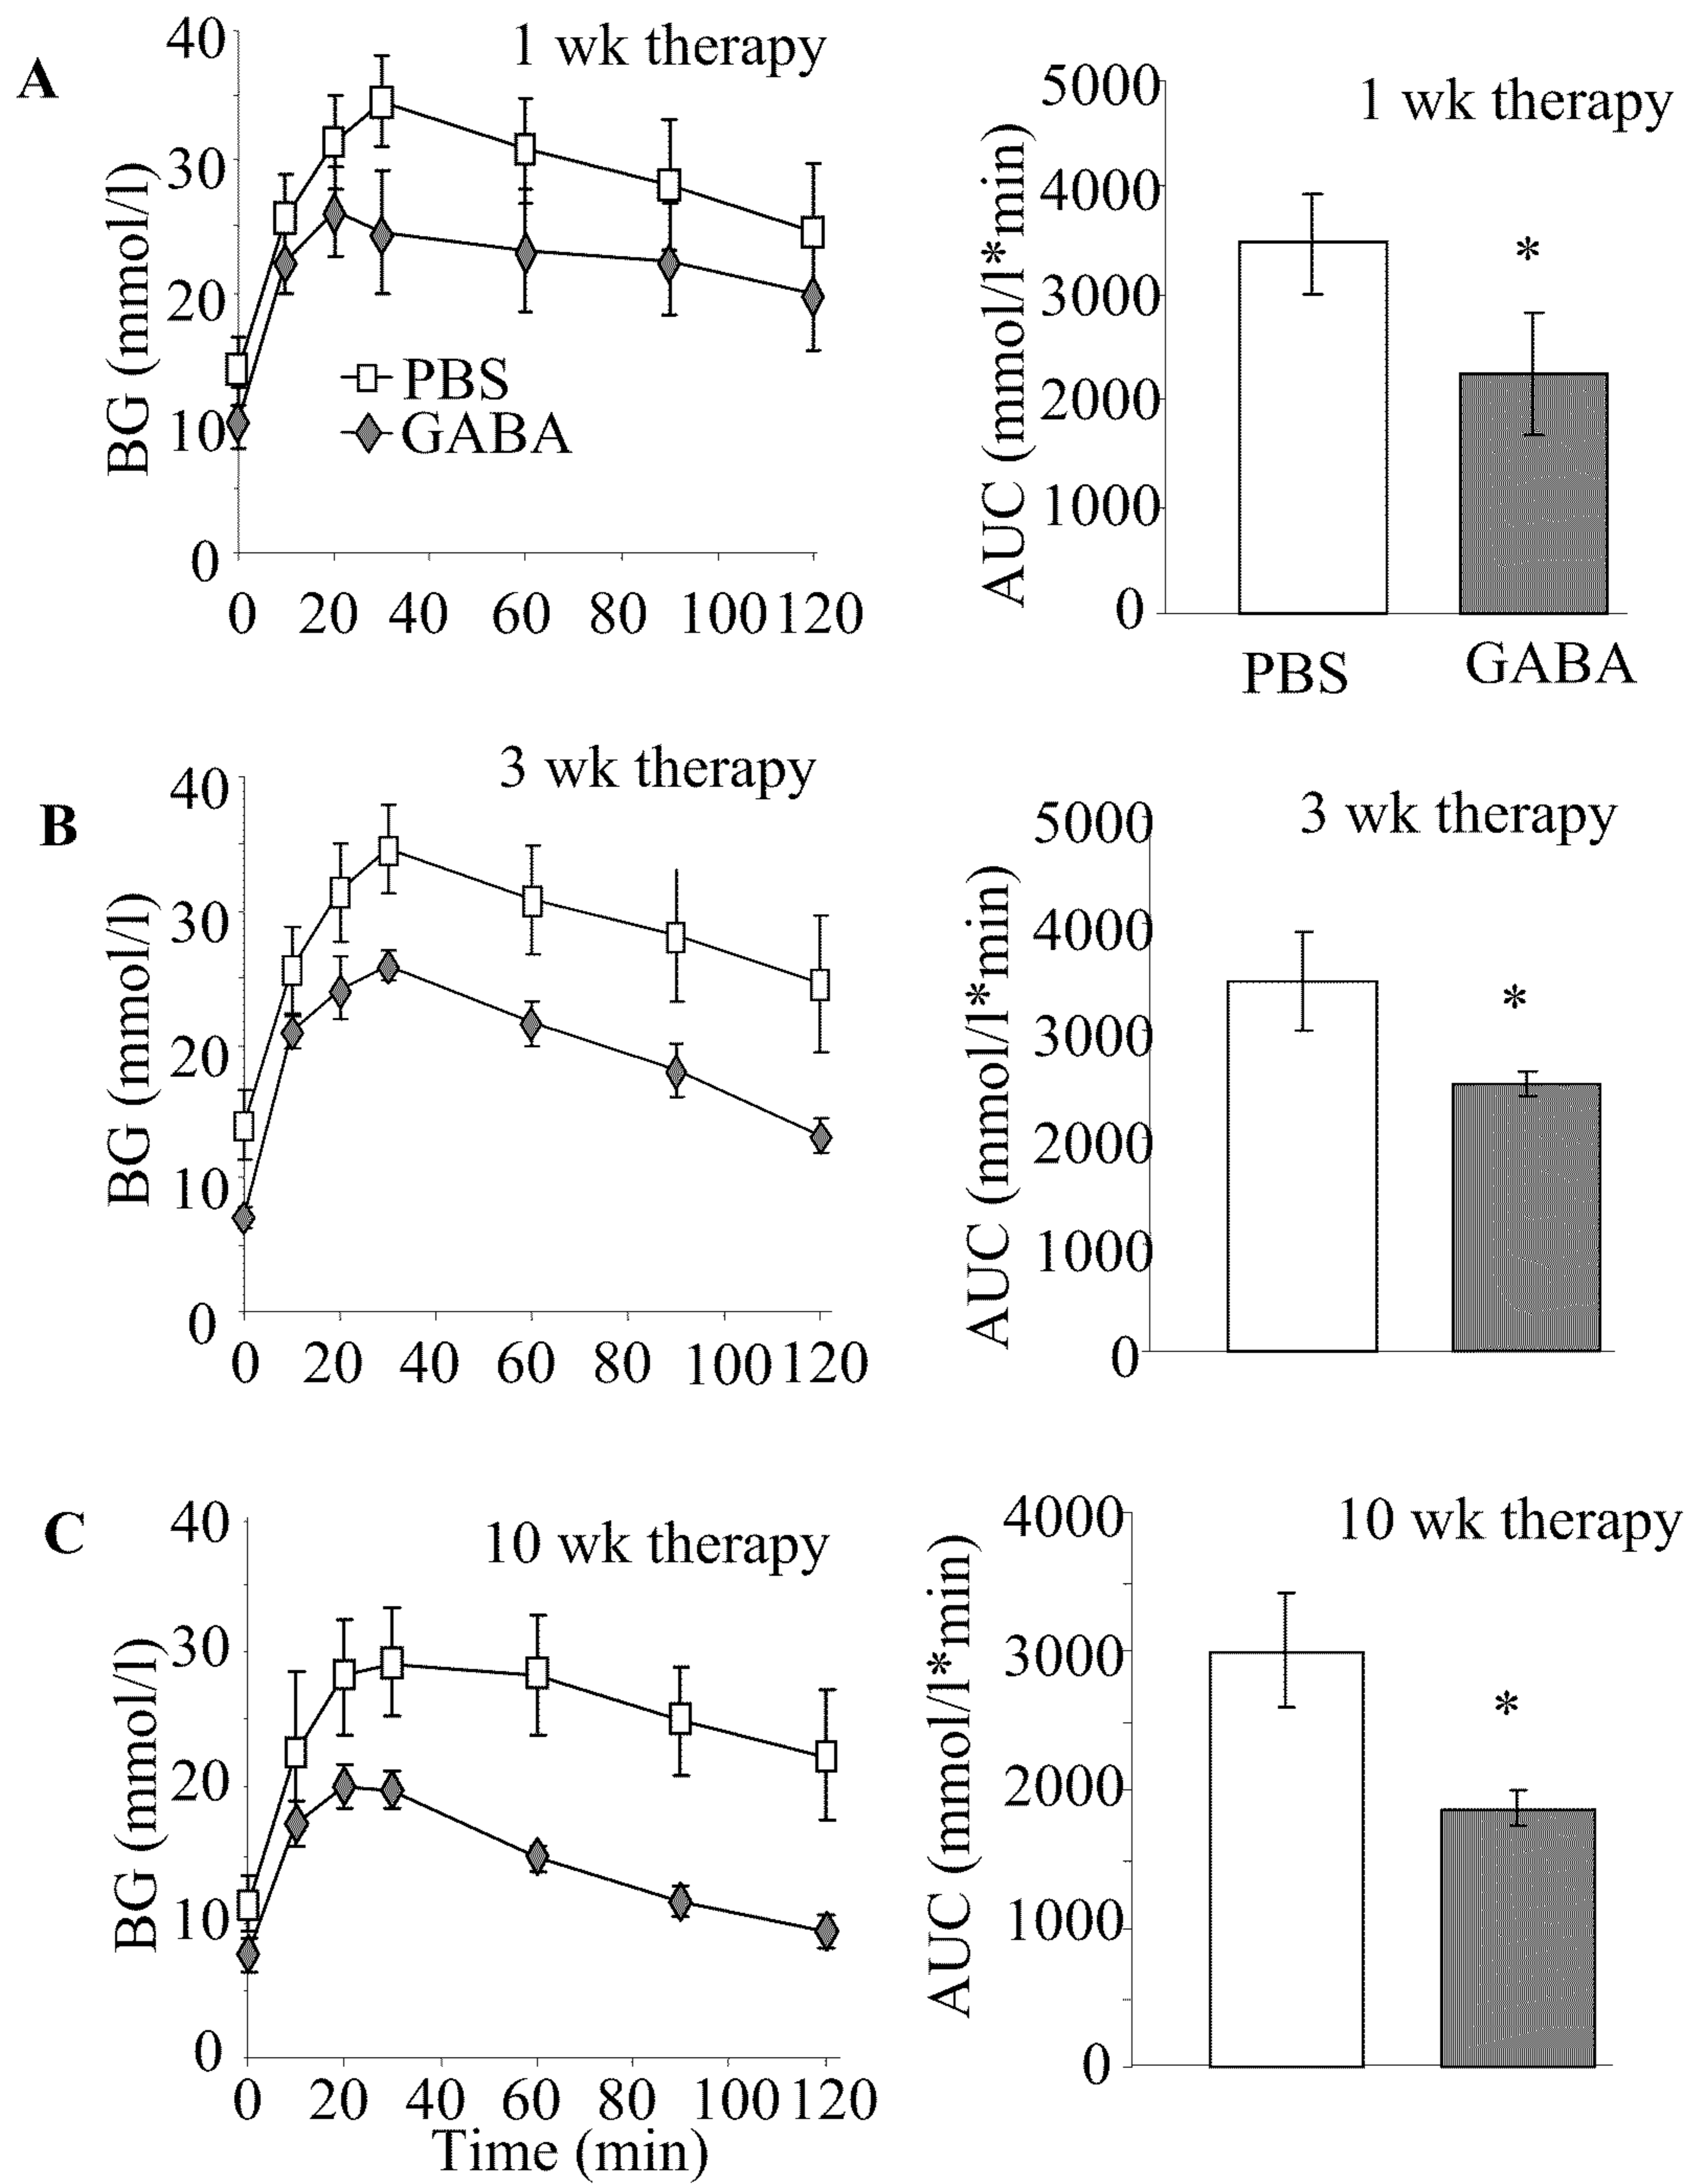 A
1 wk therapy
BG (mmol/l)
40
30
20
10
0
PBS
GABA
0 20 40 60 80 100 120
1 wk therapy
AUC (mmol/l*min)
5000
4000
3000
2000
1000
0
*
PBS GABA
B
3 wk therapy
BG (mmol/l)
40
30
20
10
0
0 20 40 60 80 100 120
3 wk therapy
AUC (mmol/l*min)
5000
4000
3000
2000
1000
0
*
C
10 wk therapy
BG (mmol/l)
40
30
20
10
0
0 20 40 60 80 100 120
Time (min)
10 wk therapy
AUC (mmol/l*min)
4000
3000
2000
1000
0
*